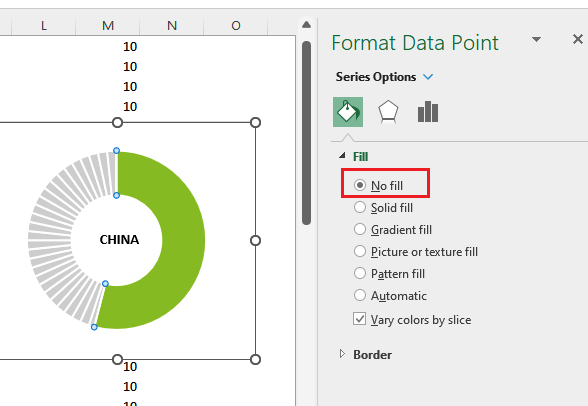 L M N O
10
10
10
10
CHINA
10
10
10
Format Data Point
Series Options
Fill
No fill
Solid fill
Gradient fill
Picture or texture fill
Pattern fill
Automatic
Vary colors by slice
Border